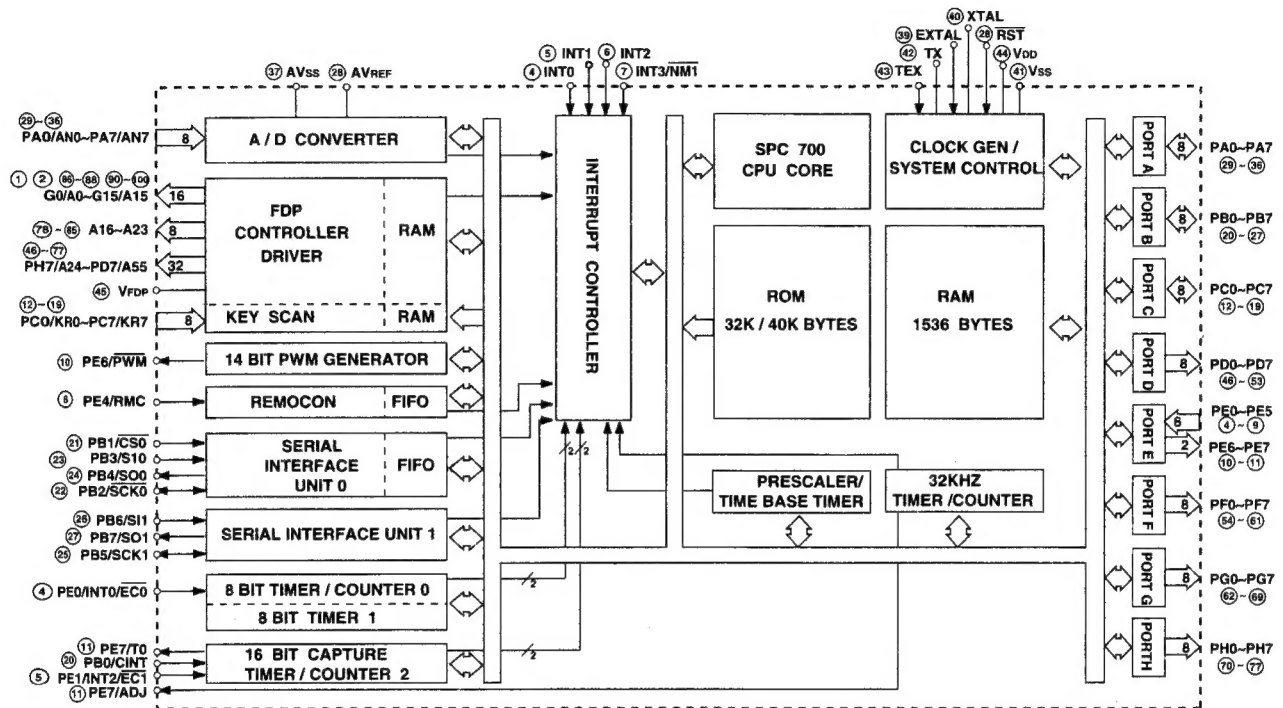 40 XTAL
39 EXTAL
28 RST
42 TX
44 VDD
43 TEX
41 VSS
5 INT1
6 INT2
4 INT0
7 INT3/NM1
37 AVSS
28 AVREF
29~36
PA0/AN0~PA7/AN7
8
A/D CONVERTER
1 2 86~88 90~100
G0/A0~G15/A15
16
78~85 A16~A23
8
46~77
PH7/A24~PD7/A55
32
45 VFDP
12~19
PC0/KR0~PC7/KR7
8
FDP
CONTROLLER
DRIVER
RAM
KEY SCAN
RAM
10 PE6/PWM
14 BIT PWM GENERATOR
8 PE4/RMC
REMOCON
FIFO
21 PB1/CS0
23 PB3/S10
24 PB4/SO0
22 PB2/SCK0
SERIAL
INTERFACE
UNIT 0
FIFO
26 PB6/SI1
27 PB7/SO1
25 PB5/SCK1
SERIAL INTERFACE UNIT 1
4 PE0/INT0/EC0
8 BIT TIMER / COUNTER 0
8 BIT TIMER 1
2
11 PE7/T0
20 PB0/CINT
5 PE1/INT2/EC1
11 PE7/ADJ
16 BIT CAPTURE
TIMER / COUNTER 2
2
INTERRUPT CONTROLLER
2
2
SPC 700
CPU CORE
CLOCK GEN /
SYSTEM CONTROL
ROM
32K / 40K BYTES
RAM
1536 BYTES
PRESCALER/
TIME BASE TIMER
32KHZ
TIMER /COUNTER
PORT A
8
PA0~PA7
29~36
PORT B
8
PB0~PB7
20~27
PORT C
8
PC0~PC7
12~19
PORT D
8
PD0~PD7
46~53
PORT E
6
PE0~PE5
4~9
2
PE6~PE7
10~11
PORT F
8
PF0~PF7
54~61
PORT G
8
PG0~PG7
62~69
PORTH
8
PH0~PH7
70~77